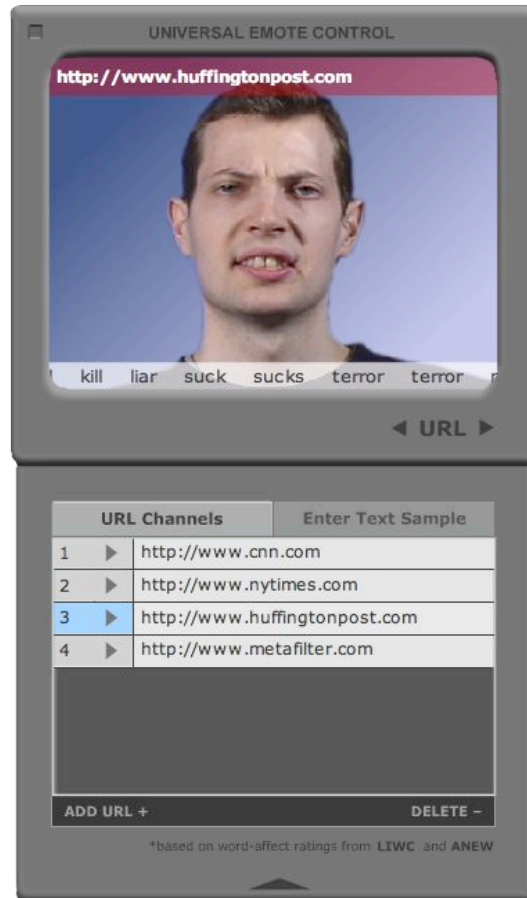 UNIVERSAL EMOTE CONTROL
http://www.huffingtonpost.com
kill liar suck sucks terror terror
◀ URL ▶
URL Channels Enter Text Sample
1 ▶ http://www.cnn.com
2 ▶ http://www.nytimes.com
3 ▶ http://www.huffingtonpost.com
4 ▶ http://www.metafilter.com
ADD URL + DELETE –
*based on word-affect ratings from LIWC and ANEW